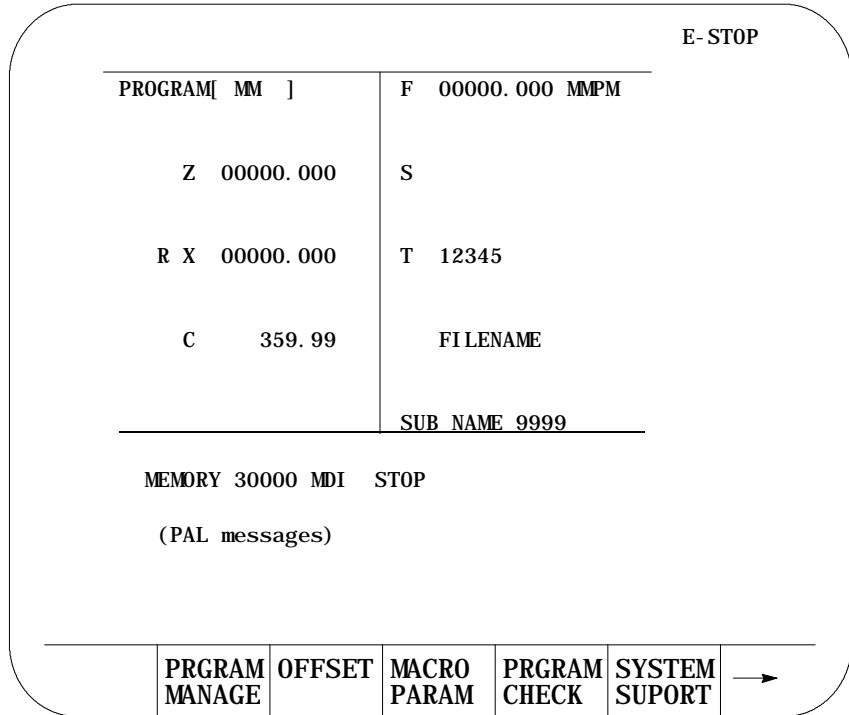 E-STOP
PROGRAM[ MM ] F 00000.000 MMPM
Z 00000.000 S
R X 00000.000 T 12345
C 359.99 FILENAME
SUB NAME 9999
MEMORY 30000 MDI STOP
(PAL messages)
PRGRAM OFFSET MACRO PRGRAM SYSTEM
MANAGE PARAM CHECK SUPORT